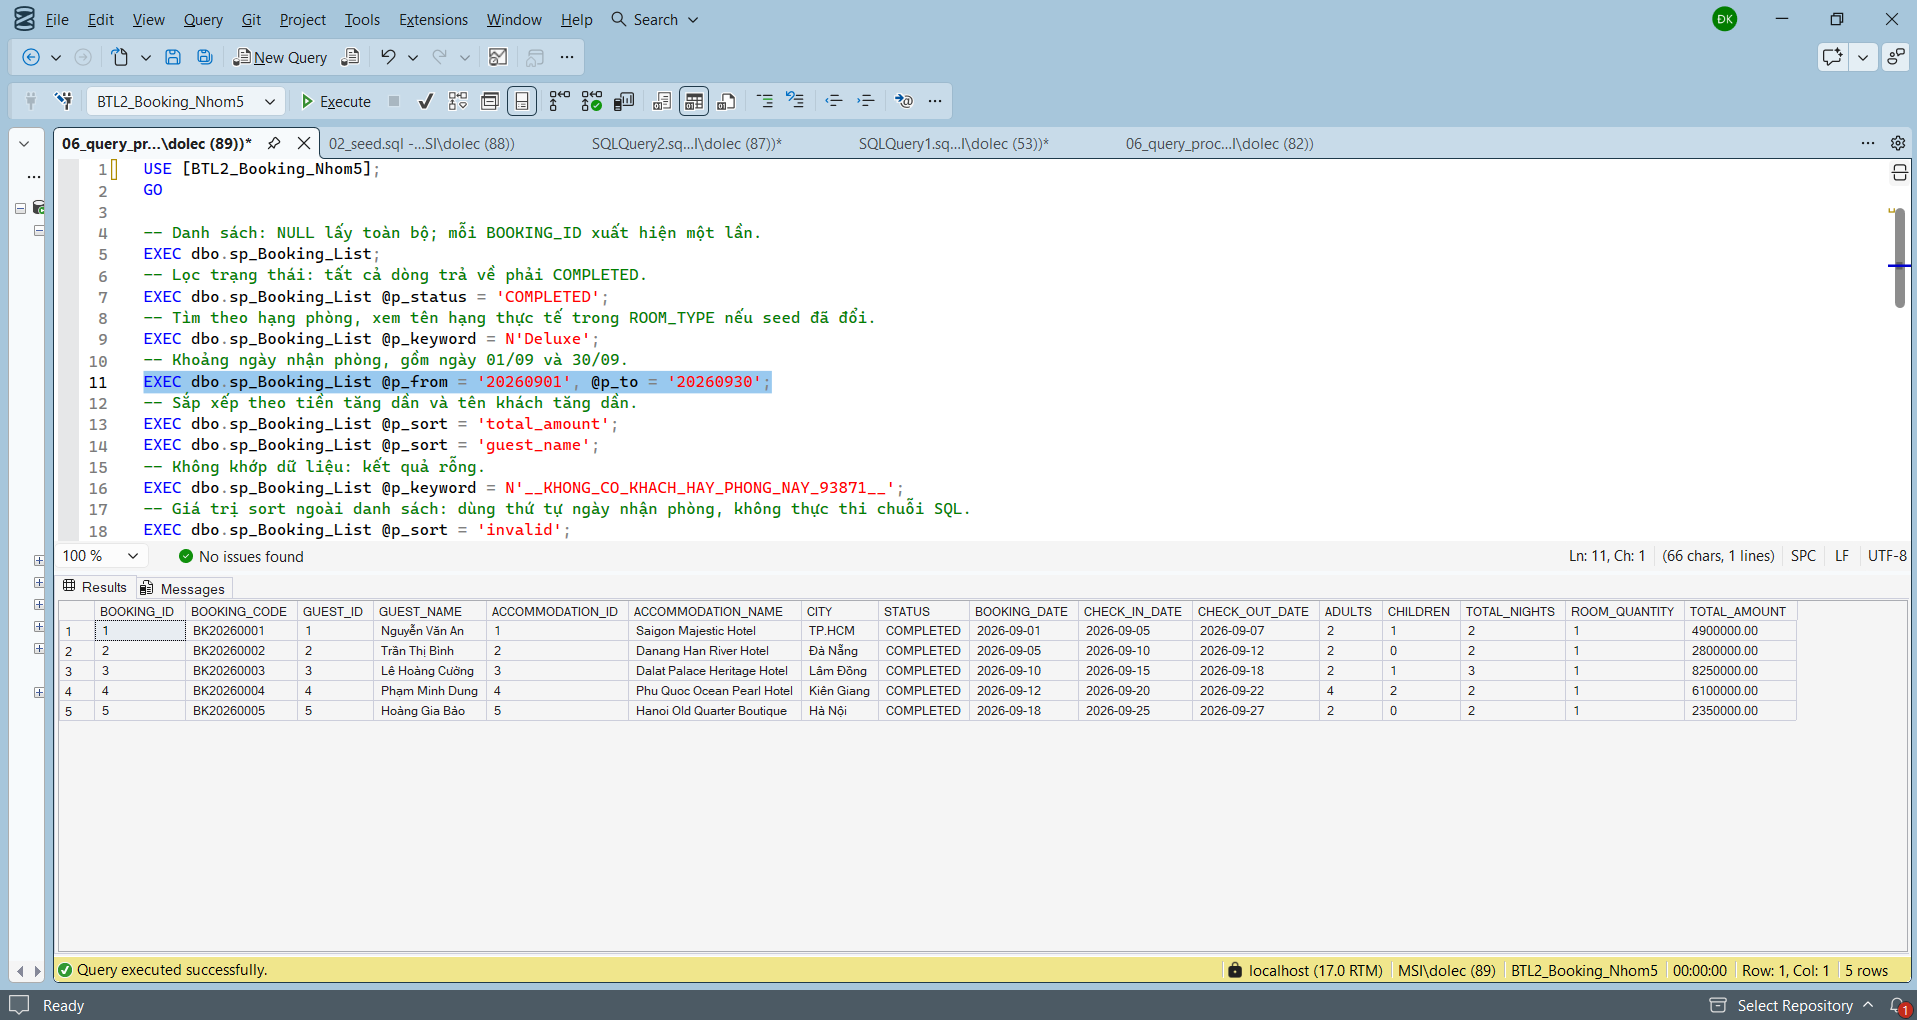 File Edit View Query Git Project Tools Extensions Window Help Search
ĐK
New Query
BTL2_Booking_Nhom5 Execute
06_query_pr...\dolec (89))* 02_seed.sql -...SI\dolec (88)) SQLQuery2.sq...I\dolec (87))* SQLQuery1.sq...I\dolec (53))* 06_query_proc...I\dolec (82))
1 USE [BTL2_Booking_Nhom5];
2 GO
3
4 -- Danh sách: NULL lấy toàn bộ; mỗi BOOKING_ID xuất hiện một lần.
5 EXEC dbo.sp_Booking_List;
6 -- Lọc trạng thái: tất cả dòng trả về phải COMPLETED.
7 EXEC dbo.sp_Booking_List @p_status = 'COMPLETED';
8 -- Tìm theo hạng phòng, xem tên hạng thực tế trong ROOM_TYPE nếu seed đã đổi.
9 EXEC dbo.sp_Booking_List @p_keyword = N'Deluxe';
10 -- Khoảng ngày nhận phòng, gồm ngày 01/09 và 30/09.
11 EXEC dbo.sp_Booking_List @p_from = '20260901', @p_to = '20260930';
12 -- Sắp xếp theo tiền tăng dần và tên khách tăng dần.
13 EXEC dbo.sp_Booking_List @p_sort = 'total_amount';
14 EXEC dbo.sp_Booking_List @p_sort = 'guest_name';
15 -- Không khớp dữ liệu: kết quả rỗng.
16 EXEC dbo.sp_Booking_List @p_keyword = N'__KHONG_CO_KHACH_HAY_PHONG_NAY_93871__';
17 -- Giá trị sort ngoài danh sách: dùng thứ tự ngày nhận phòng, không thực thi chuỗi SQL.
18 EXEC dbo.sp_Booking_List @p_sort = 'invalid';
100 % No issues found Ln: 11, Ch: 1 (66 chars, 1 lines) SPC LF UTF-8
Results Messages
BOOKING_ID BOOKING_CODE GUEST_ID GUEST_NAME ACCOMMODATION_ID ACCOMMODATION_NAME CITY STATUS BOOKING_DATE CHECK_IN_DATE CHECK_OUT_DATE ADULTS CHILDREN TOTAL_NIGHTS ROOM_QUANTITY TOTAL_AMOUNT
1 1 BK20260001 1 Nguyễn Văn An 1 Saigon Majestic Hotel TP.HCM COMPLETED 2026-09-01 2026-09-05 2026-09-07 2 1 2 1 4900000.00
2 2 BK20260002 2 Trần Thị Bình 2 Danang Han River Hotel Đà Nẵng COMPLETED 2026-09-05 2026-09-10 2026-09-12 2 0 2 1 2800000.00
3 3 BK20260003 3 Lê Hoàng Cường 3 Dalat Palace Heritage Hotel Lâm Đồng COMPLETED 2026-09-10 2026-09-15 2026-09-18 2 1 3 1 8250000.00
4 4 BK20260004 4 Phạm Minh Dung 4 Phu Quoc Ocean Pearl Hotel Kiên Giang COMPLETED 2026-09-12 2026-09-20 2026-09-22 4 2 2 1 6100000.00
5 5 BK20260005 5 Hoàng Gia Bảo 5 Hanoi Old Quarter Boutique Hà Nội COMPLETED 2026-09-18 2026-09-25 2026-09-27 2 0 2 1 2350000.00
Query executed successfully. localhost (17.0 RTM) MSI\dolec (89) BTL2_Booking_Nhom5 00:00:00 Row: 1, Col: 1 5 rows
Ready Select Repository 1